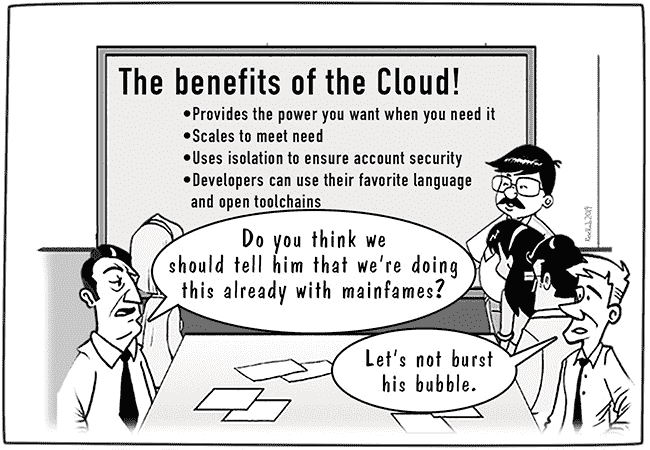 The benefits of the Cloud!
•Provides the power you want when you need it
•Scales to meet need
•Uses isolation to ensure account security
•Developers can use their favorite language
and open toolchains
Do you think we
should tell him that we're doing
this already with mainfames?
Let's not burst
his bubble.